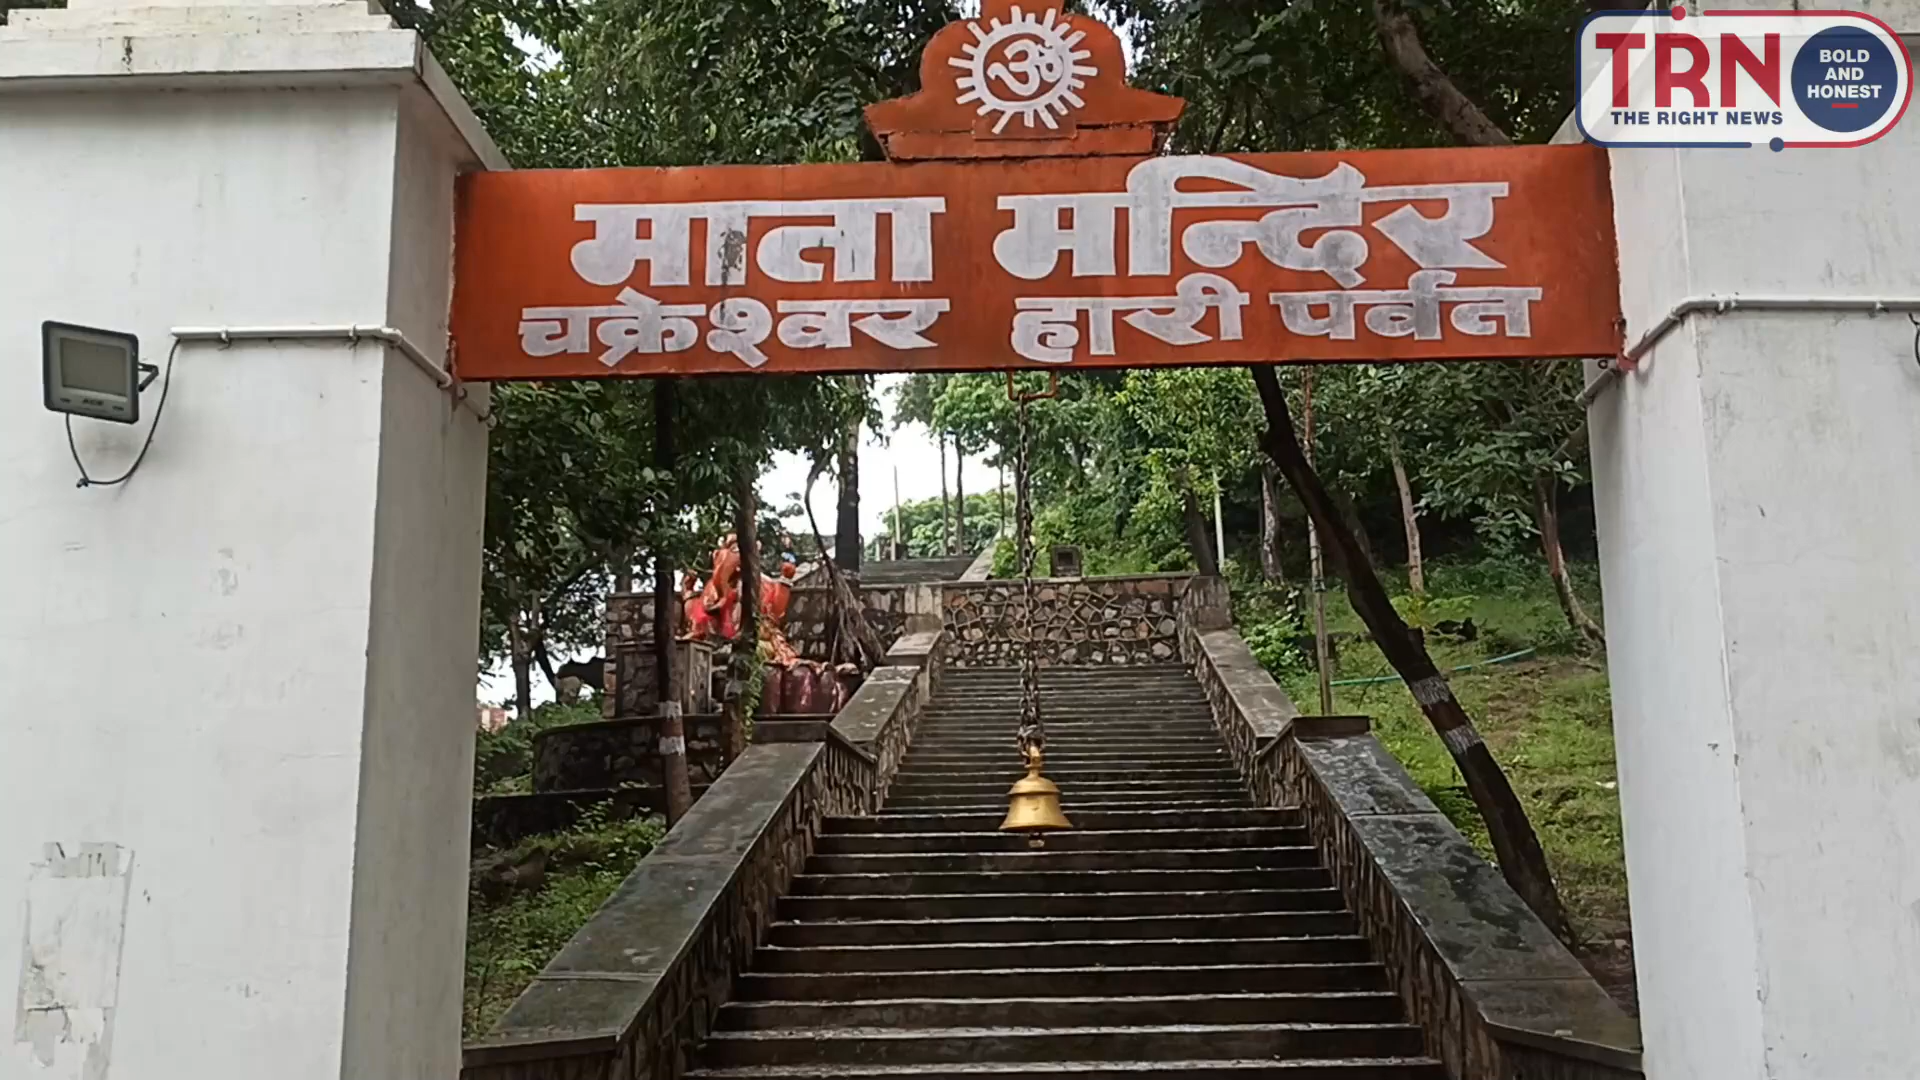 ॐ
माता मन्दिर
चक्रेश्वर हारी पर्वत
TRN
THE RIGHT NEWS
BOLD
AND
HONEST